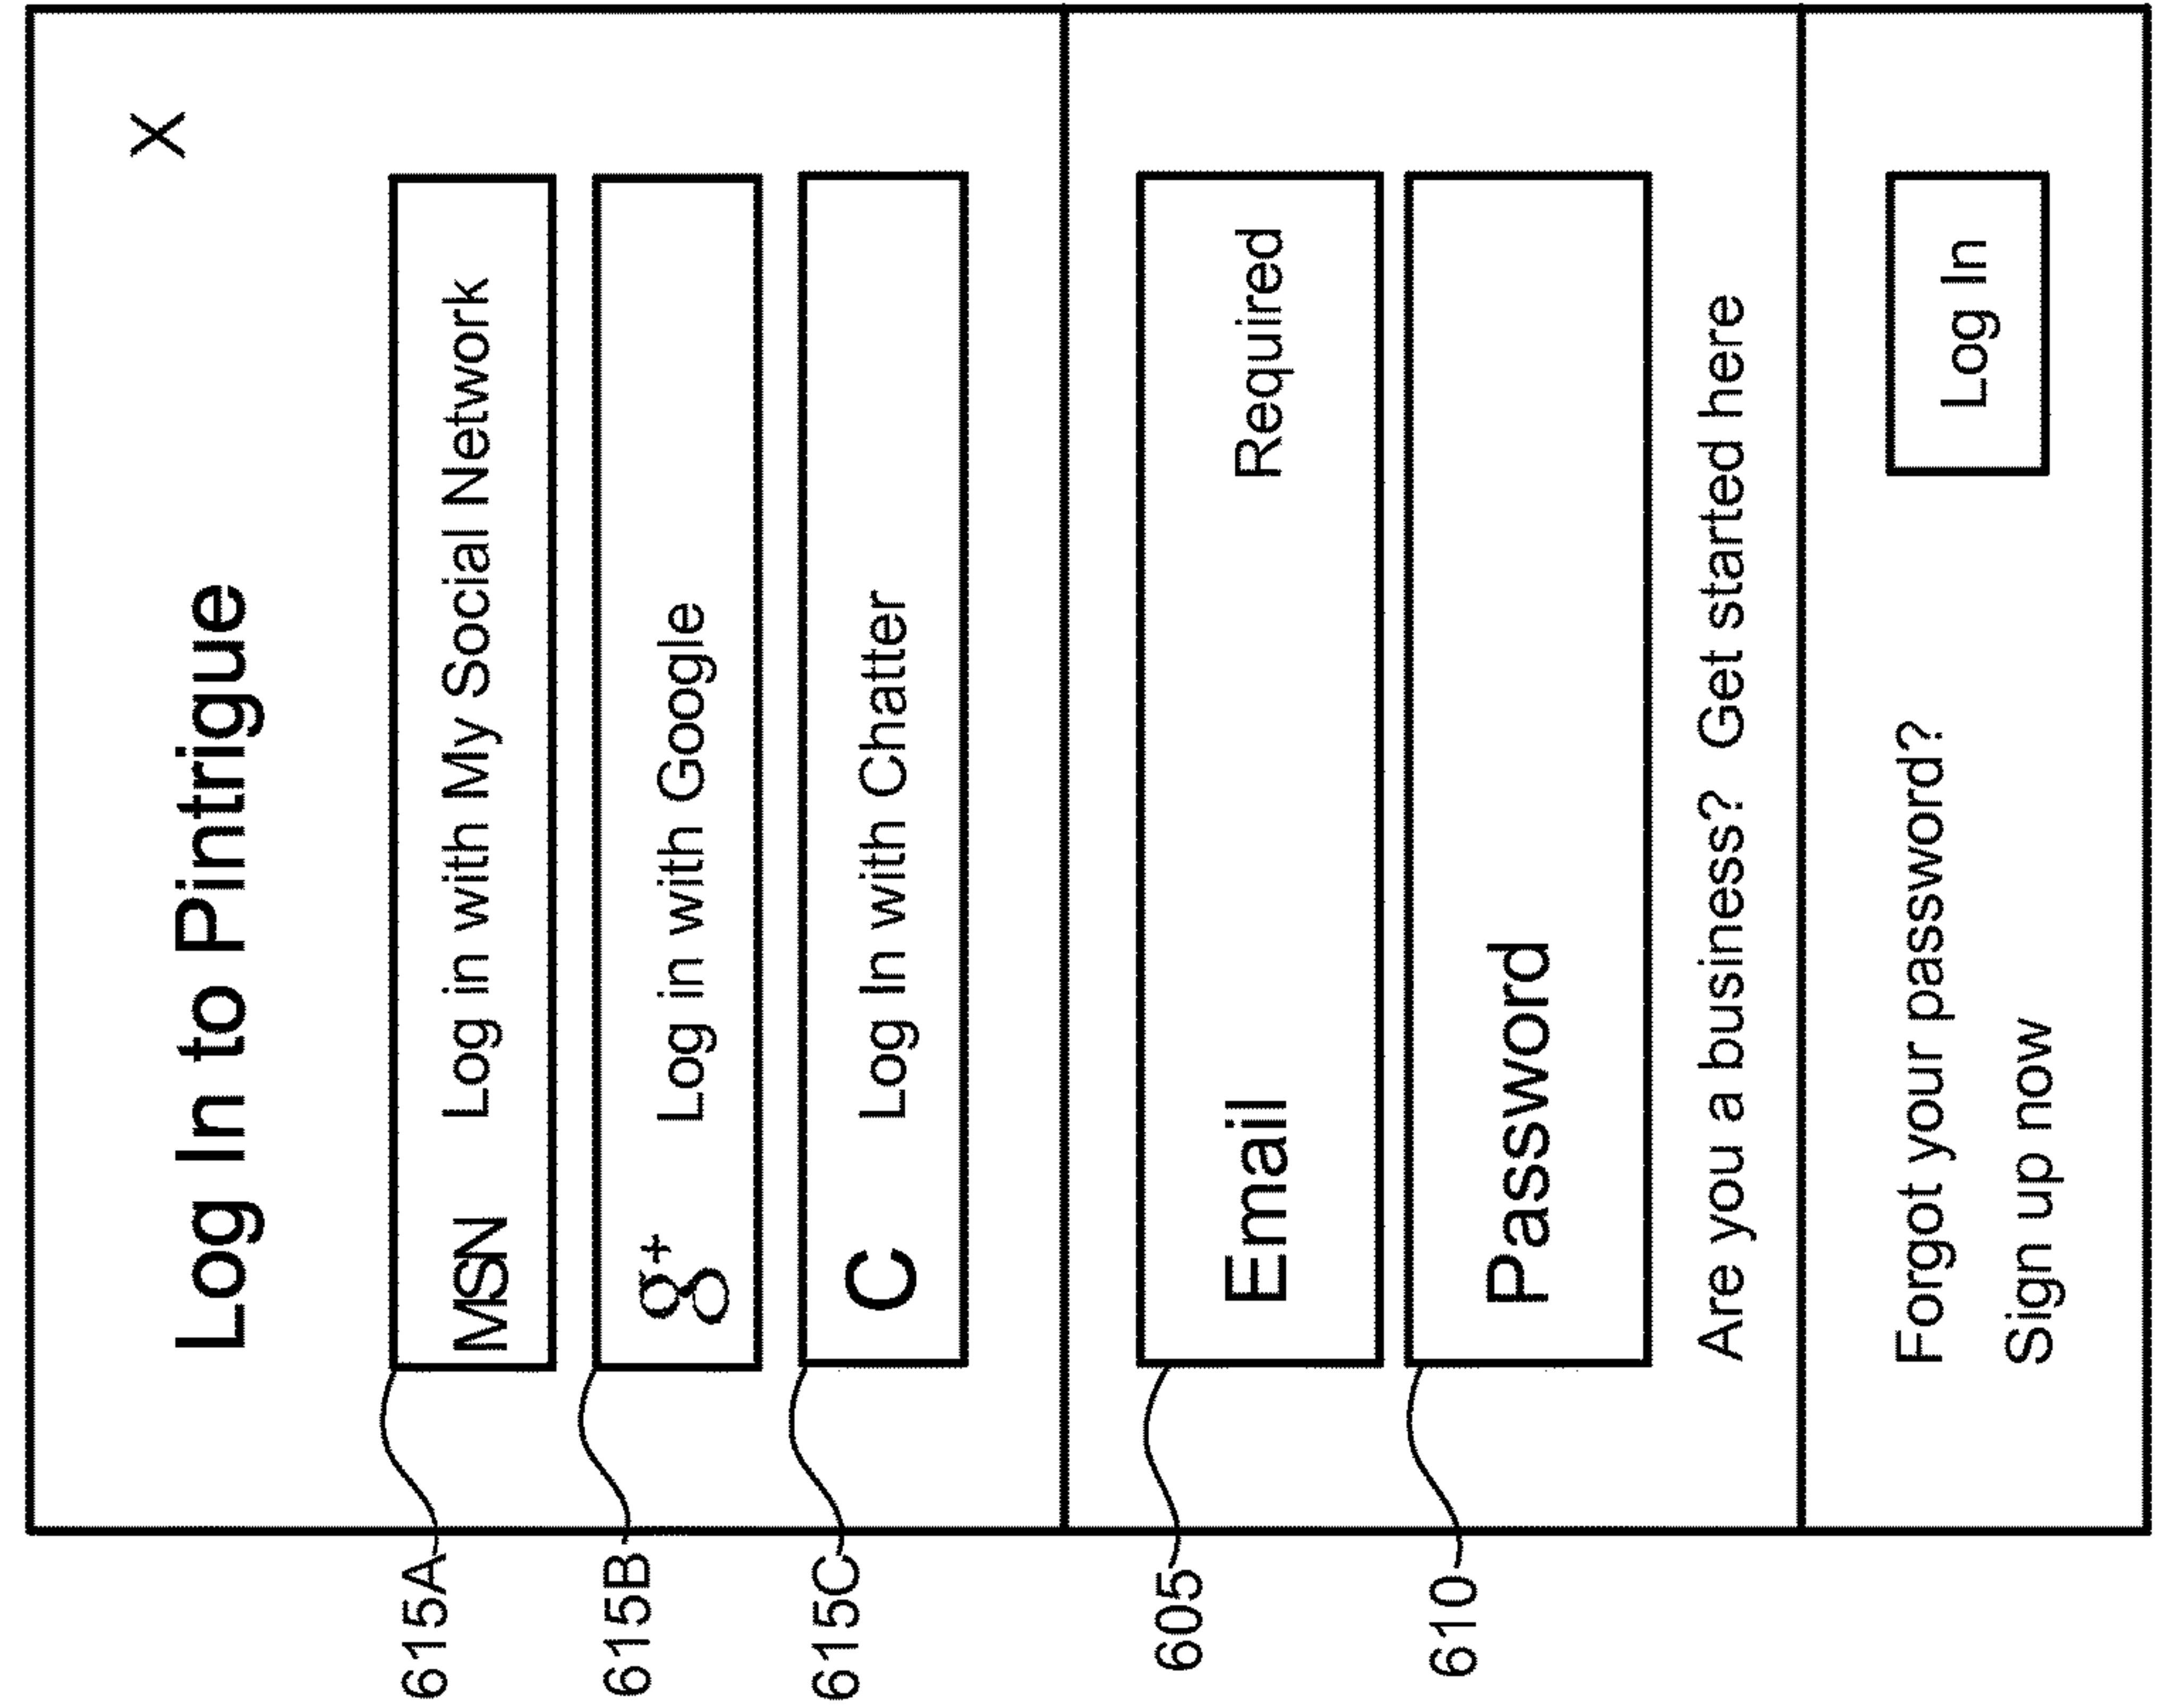 Log In to Pintrigue X
615A MSN Log in with My Social Network
615B g+ Log in with Google
615C C Log In with Chatter
605 Email Required
610 Password
Are you a business? Get started here
Forgot your password? Log In
Sign up now